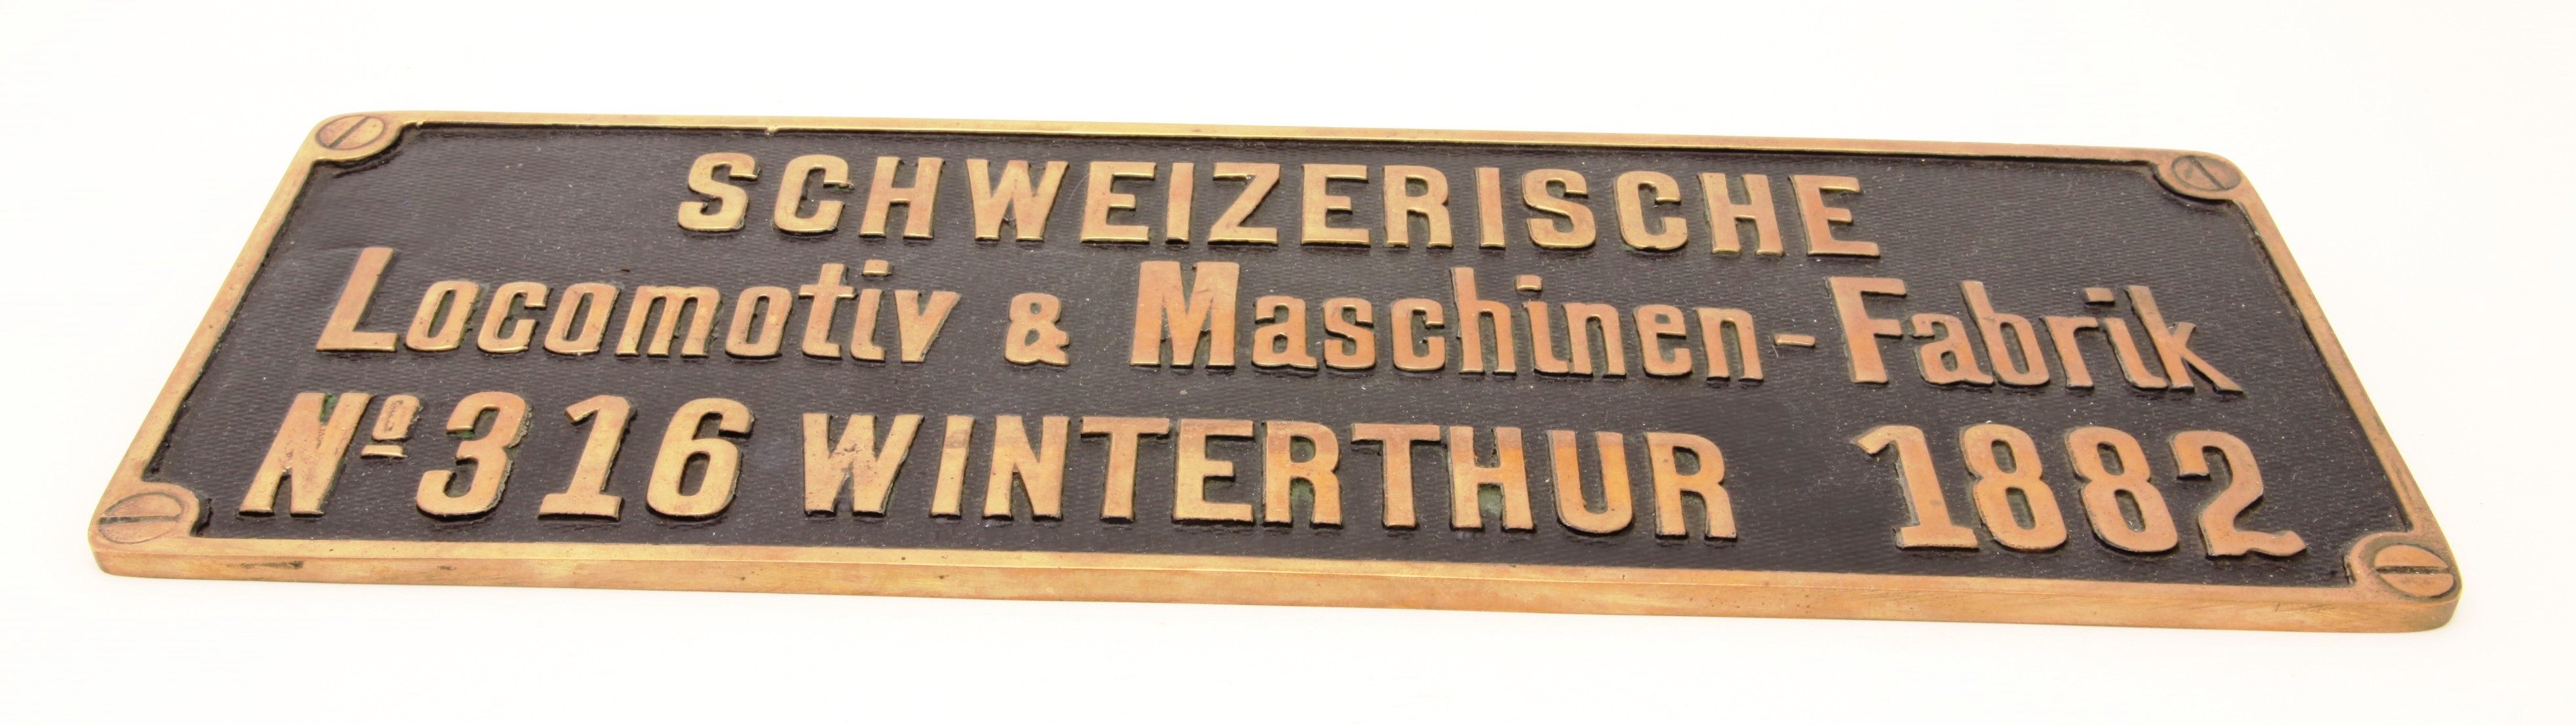 SCHWEIZERISCHE
Locomotiv & Maschinen-Fabrik
Nº 316 WINTERTHUR 1882